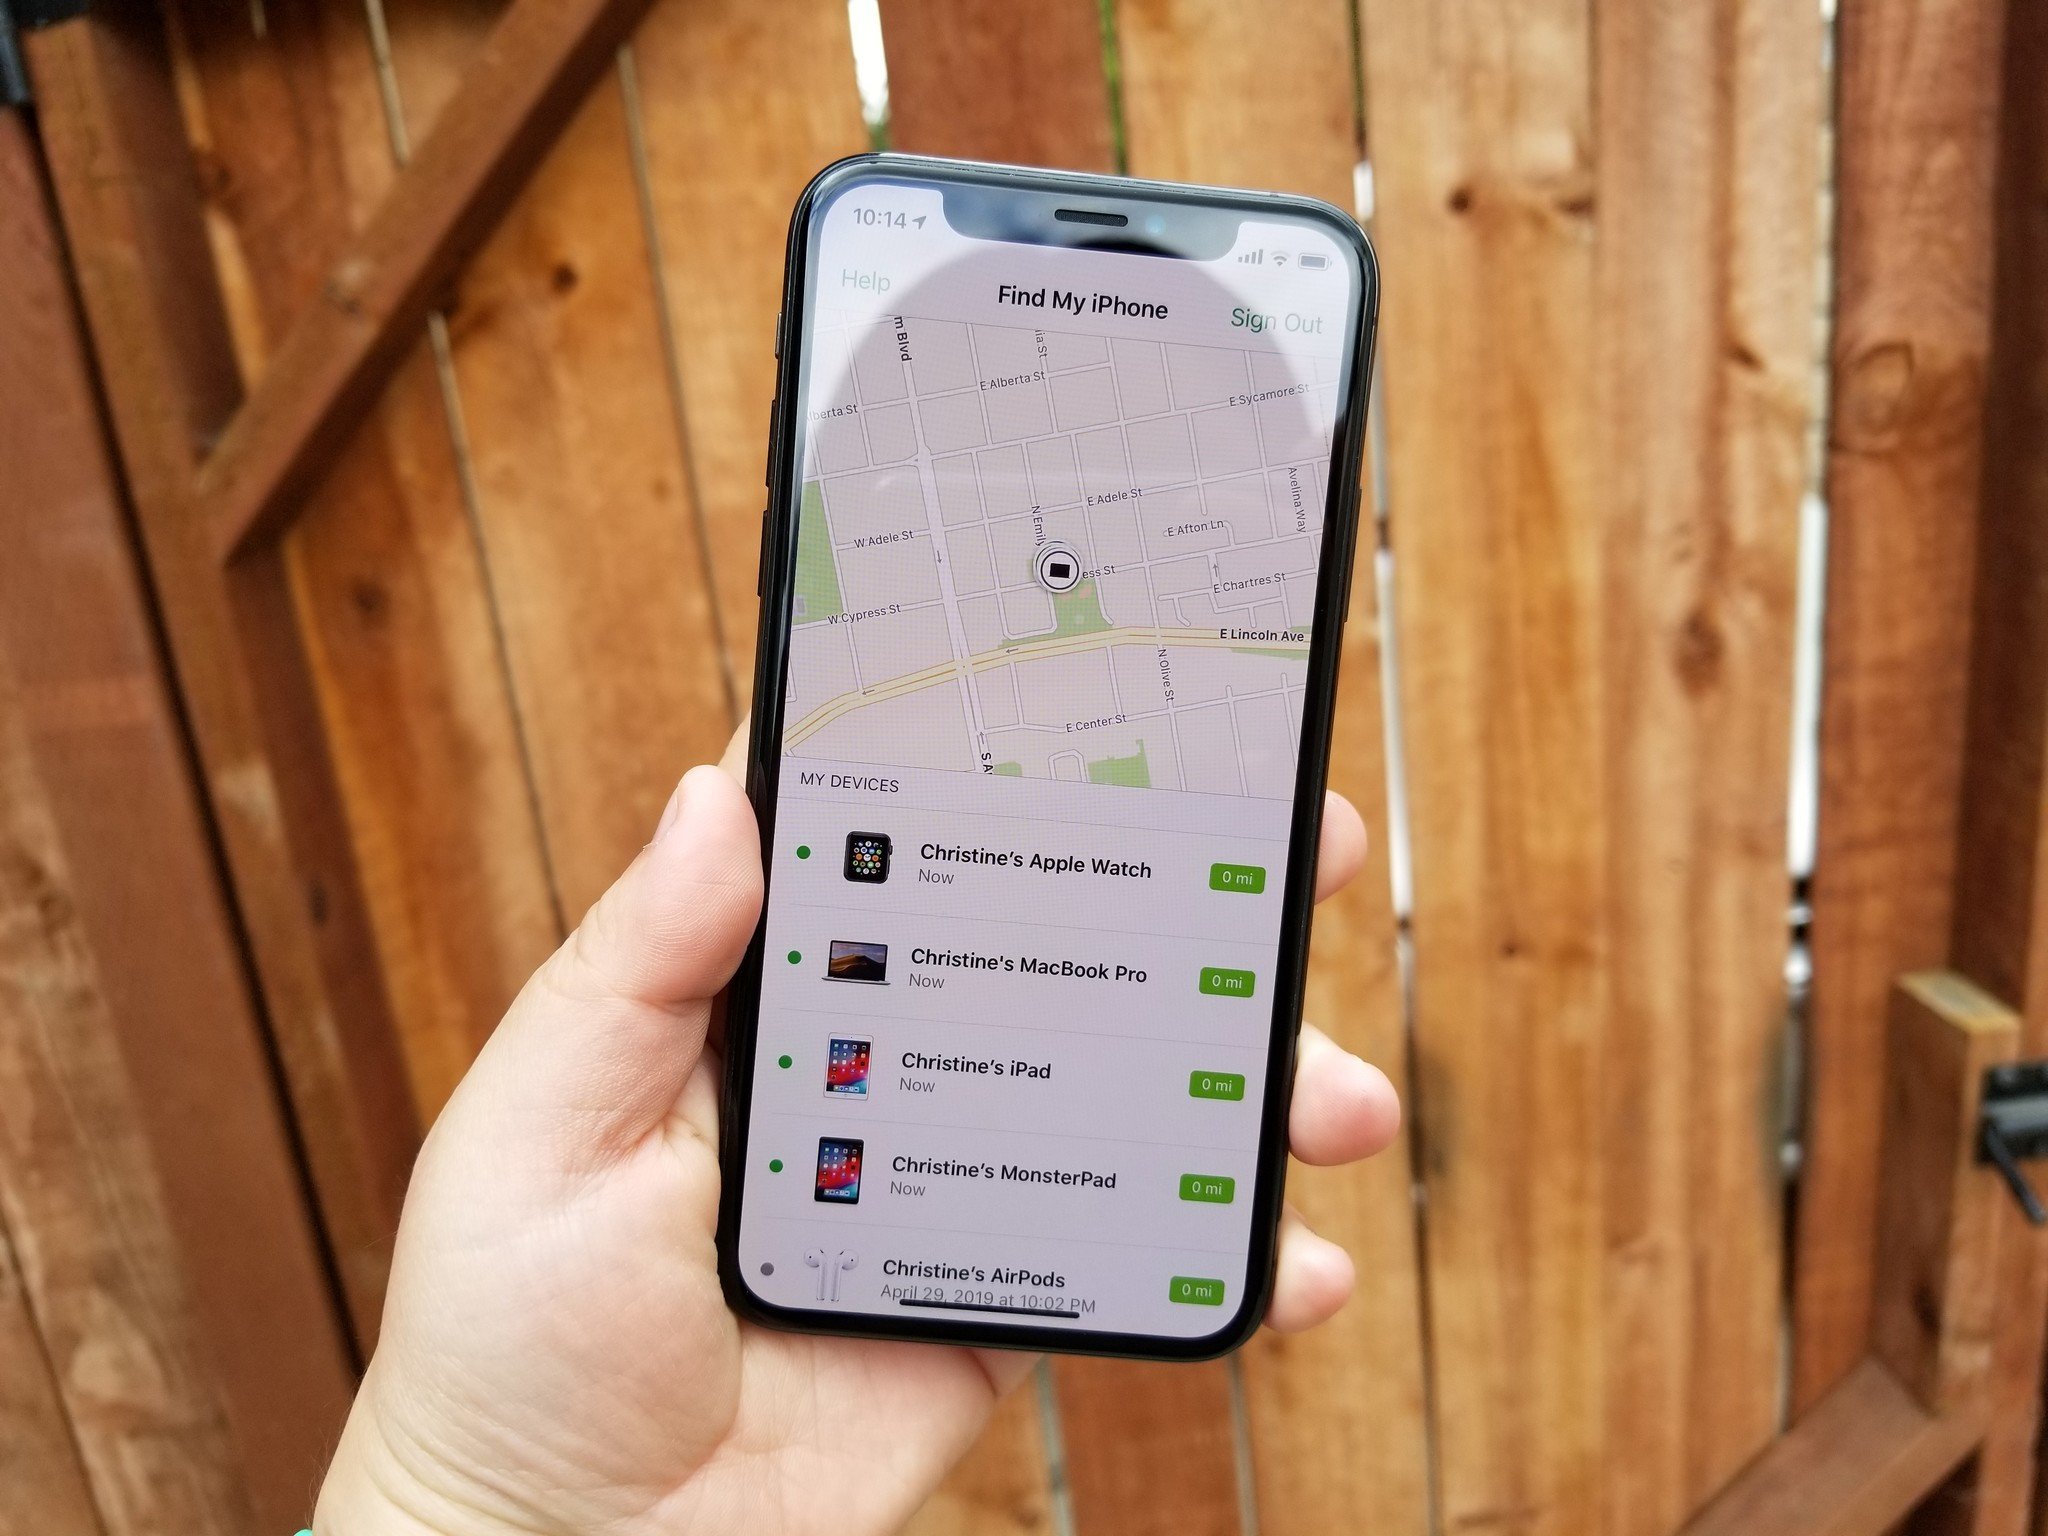 10:14
Help
Find My iPhone
Sign Out
m Blvd
ia St
E Alberta St
lberta St
E Sycamore St
E Adele St
Avelina Way
N Emily
W Adele St
E Afton Ln
ess St
E Chartres St
W Cypress St
E Lincoln Ave
N Olive St
E Center St
S A
MY DEVICES
Christine's Apple Watch
Now
0 mi
Christine's MacBook Pro
Now
0 mi
Christine's iPad
Now
0 mi
Christine's MonsterPad
Now
0 mi
Christine's AirPods
April 29, 2019 at 10:02 PM
0 mi